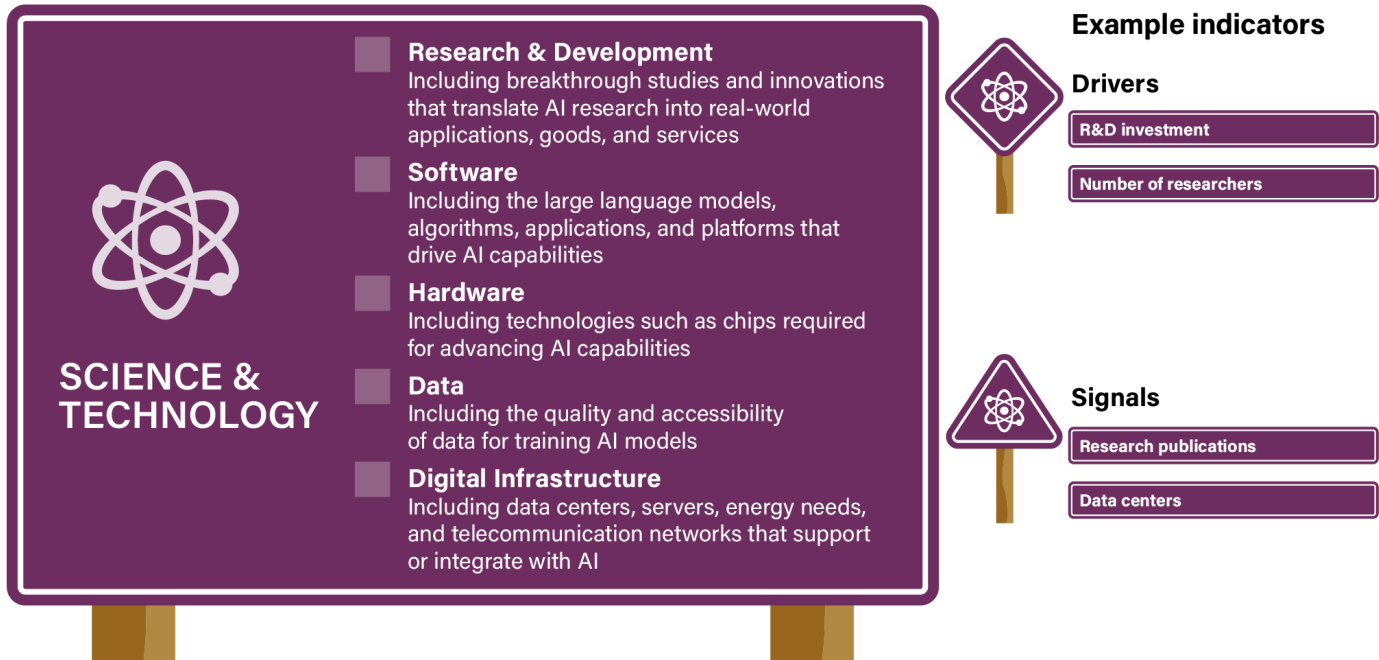 SCIENCE &
TECHNOLOGY
Research & Development
Including breakthrough studies and innovations
that translate AI research into real-world
applications, goods, and services
Software
Including the large language models,
algorithms, applications, and platforms that
drive AI capabilities
Hardware
Including technologies such as chips required
for advancing AI capabilities
Data
Including the quality and accessibility
of data for training AI models
Digital Infrastructure
Including data centers, servers, energy needs,
and telecommunication networks that support
or integrate with AI
Example indicators
Drivers
R&D investment
Number of researchers
Signals
Research publications
Data centers